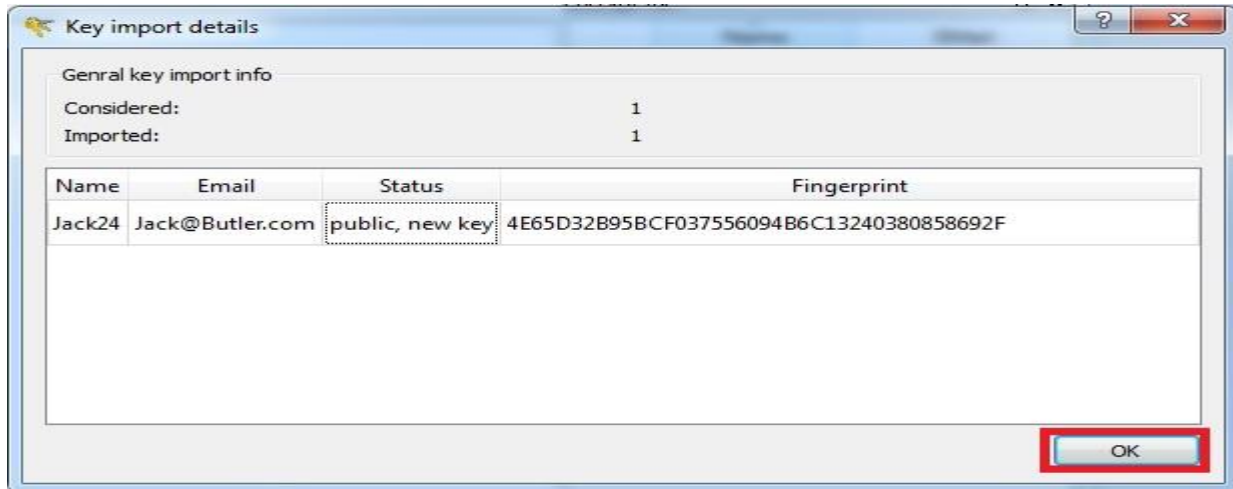 Key import details
Genral key import info
Considered: 1
Imported: 1
Name Email Status Fingerprint
Jack24 Jack@Butler.com public, new key 4E65D32B95BCF037556094B6C13240380858692F
OK